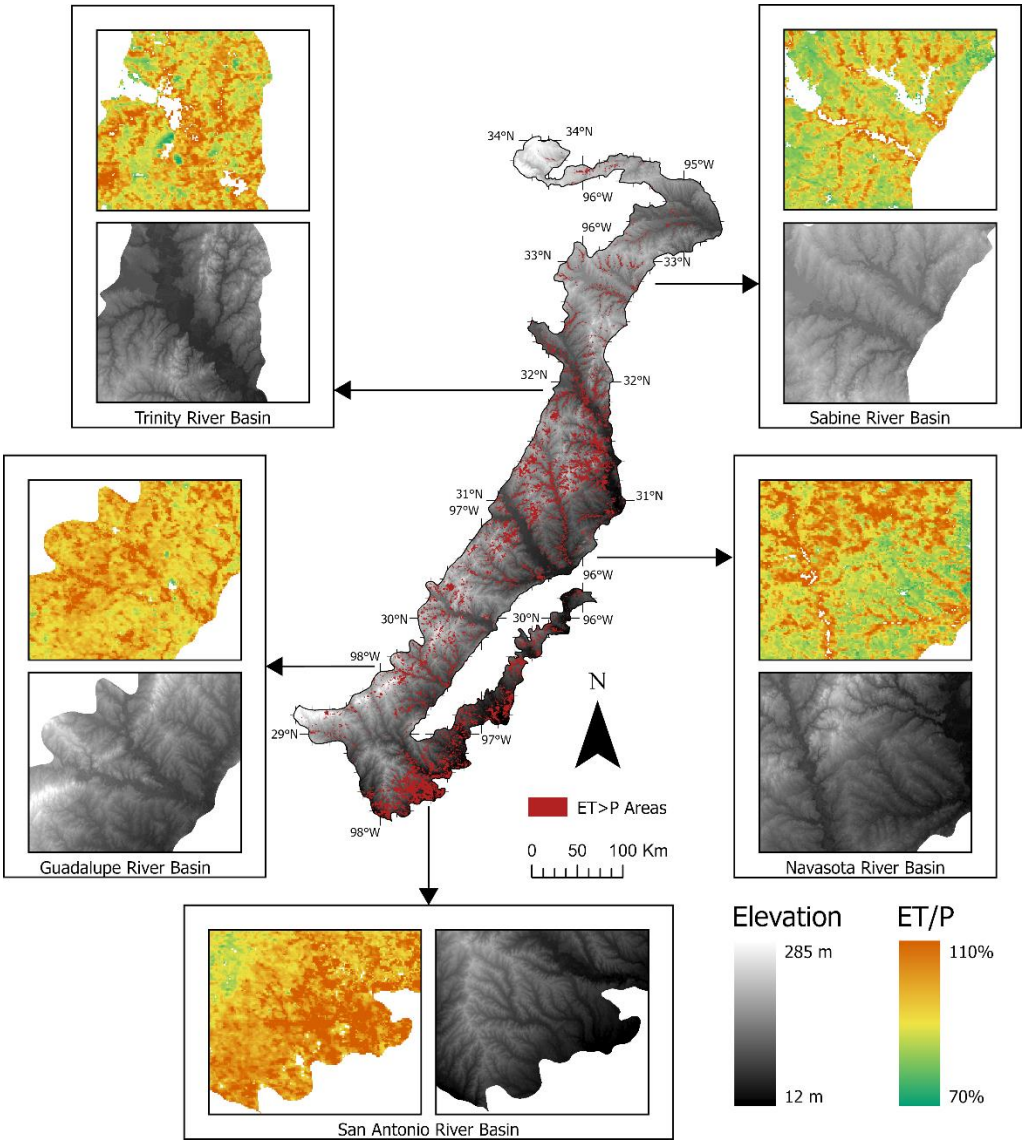 34°N
34°N
95°W
96°W
96°W
33°N
33°N
32°N
32°N
Trinity River Basin
Sabine River Basin
31°N
31°N
97°W
96°W
30°N
30°N
96°W
98°W
N
29°N
97°W
ET>P Areas
98°W
0 50 100 Km
Guadalupe River Basin
Navasota River Basin
Elevation
ET/P
285 m
110%
12 m
70%
San Antonio River Basin